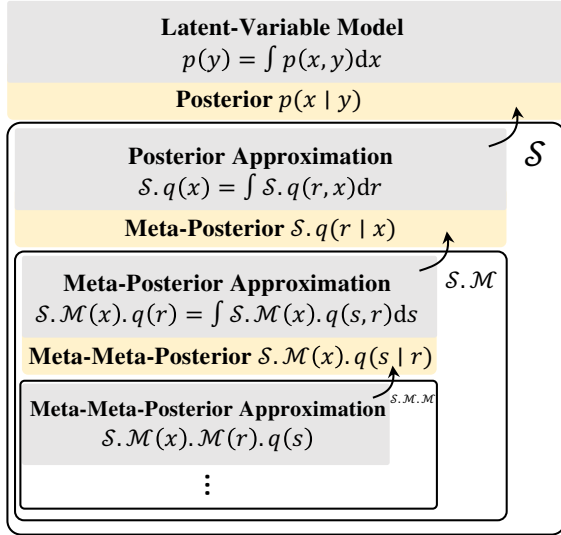 Latent-Variable Model
p(y) = ∫ p(x, y)dx
Posterior p(x | y)
𝒮
Posterior Approximation
𝒮.q(x) = ∫ 𝒮.q(r, x)dr
Meta-Posterior 𝒮.q(r | x)
𝒮.ℳ
Meta-Posterior Approximation
𝒮.ℳ(x).q(r) = ∫ 𝒮.ℳ(x).q(s, r)ds
Meta-Meta-Posterior 𝒮.ℳ(x).q(s | r)
𝒮.ℳ.ℳ
Meta-Meta-Posterior Approximation
𝒮.ℳ(x).ℳ(r).q(s)
⋮